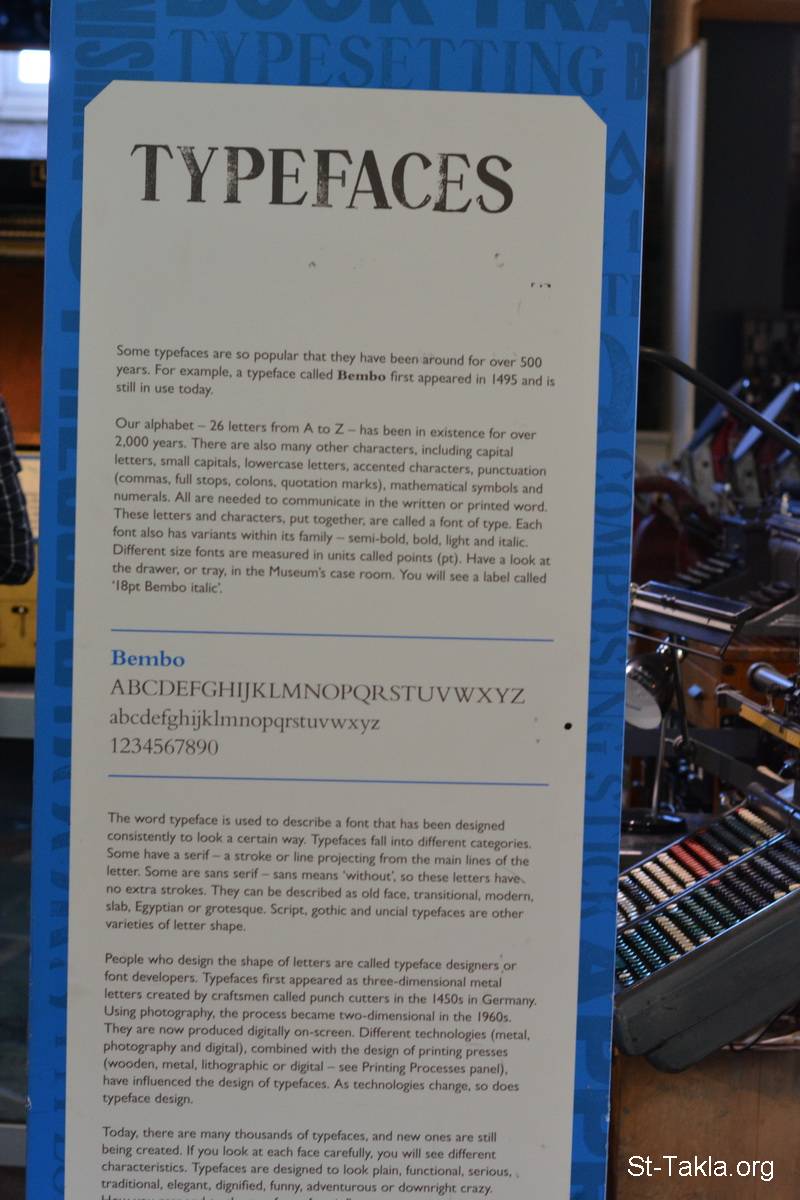 BOOK TRA
TYPESETTING
TYPEFACES
Some typefaces are so popular that they have been around for over 500
years. For example, a typeface called Bembo first appeared in 1495 and is
still in use today.
Our alphabet – 26 letters from A to Z – has been in existence for over
2,000 years. There are also many other characters, including capital
letters, small capitals, lowercase letters, accented characters, punctuation
(commas, full stops, colons, quotation marks), mathematical symbols and
numerals. All are needed to communicate in the written or printed word.
These letters and characters, put together, are called a font of type. Each
font also has variants within its family – semi-bold, bold, light and italic.
Different size fonts are measured in units called points (pt). Have a look at
the drawer, or tray, in the Museum's case room. You will see a label called
'18pt Bembo italic'.
Bembo
ABCDEFGHIJKLMNOPQRSTUVWXYZ
abcdefghijklmnopqrstuvwxyz
1234567890
The word typeface is used to describe a font that has been designed
consistently to look a certain way. Typefaces fall into different categories.
Some have a serif – a stroke or line projecting from the main lines of the
letter. Some are sans serif – sans means 'without', so these letters have
no extra strokes. They can be described as old face, transitional, modern,
slab, Egyptian or grotesque. Script, gothic and uncial typefaces are other
varieties of letter shape.
People who design the shape of letters are called typeface designers or
font developers. Typefaces first appeared as three-dimensional metal
letters created by craftsmen called punch cutters in the 1450s in Germany.
Using photography, the process became two-dimensional in the 1960s.
They are now produced digitally on-screen. Different technologies (metal,
photography and digital), combined with the design of printing presses
(wooden, metal, lithographic or digital – see Printing Processes panel),
have influenced the design of typefaces. As technologies change, so does
typeface design.
Today, there are many thousands of typefaces, and new ones are still
being created. If you look at each face carefully, you will see different
characteristics. Typefaces are designed to look plain, functional, serious,
traditional, elegant, dignified, funny, adventurous or downright crazy.
COMPOSING STICK
St-Takla.org